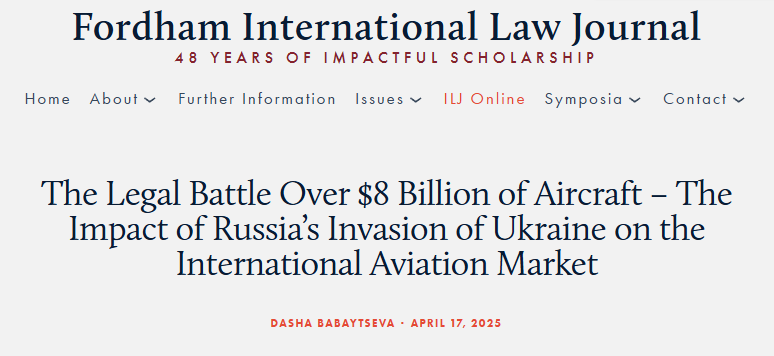 Fordham International Law Journal
48 YEARS OF IMPACTFUL SCHOLARSHIP
Home About Further Information Issues ILJ Online Symposia Contact
The Legal Battle Over $8 Billion of Aircraft – The
Impact of Russia’s Invasion of Ukraine on the
International Aviation Market
DASHA BABAYTSEVA · APRIL 17, 2025